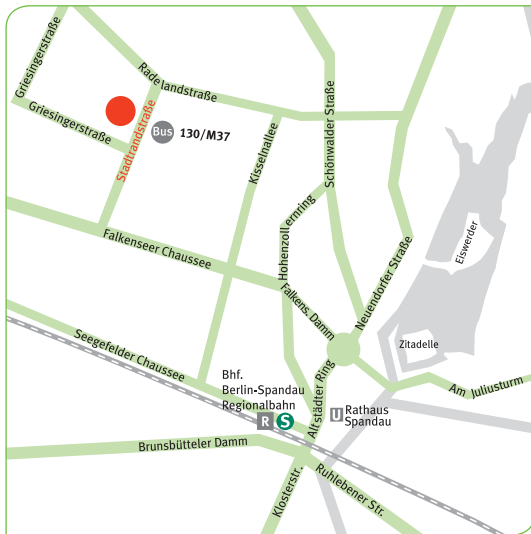 Griesingerstraße
Radelandstraße
Griesingerstraße
Stadtrandstraße
Bus 130/M37
Kisselnallee
Schönwalder Straße
Hohenzollernring
Falkenseer Chaussee
Falkens. Damm
Neuendorfer Straße
Eiswerder
Zitadelle
Seegefelder Chaussee
Bhf.
Berlin-Spandau
Regionalbahn
R S
Altstädter Ring
U Rathaus
Spandau
Am Juliusturm
Brunsbütteler Damm
Klosterstr.
Ruhlebener Str.